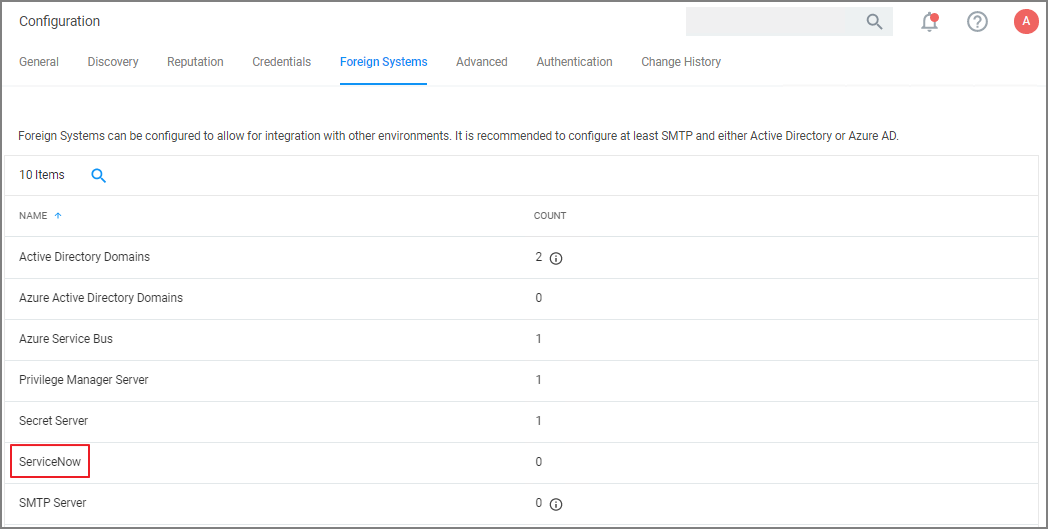 Configuration
A
General Discovery Reputation Credentials Foreign Systems Advanced Authentication Change History
Foreign Systems can be configured to allow for integration with other environments. It is recommended to configure at least SMTP and either Active Directory or Azure AD.
10 Items
NAME COUNT
Active Directory Domains 2
Azure Active Directory Domains 0
Azure Service Bus 1
Privilege Manager Server 1
Secret Server 1
ServiceNow 0
SMTP Server 0